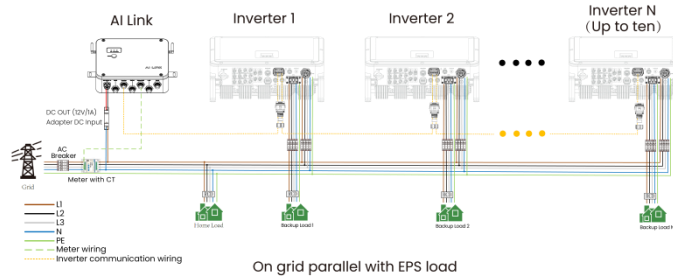 AI Link
Inverter 1
Inverter 2
Inverter N
(Up to ten)
AI LINK
DC OUT (12V/1A)
Adapter DC Input
AC
Breaker
Grid
Meter with CT
Home Load
Backup Load 1
Backup Load 2
Backup Load N
L1
L2
L3
N
PE
Meter wiring
Inverter communication wiring
On grid parallel with EPS load